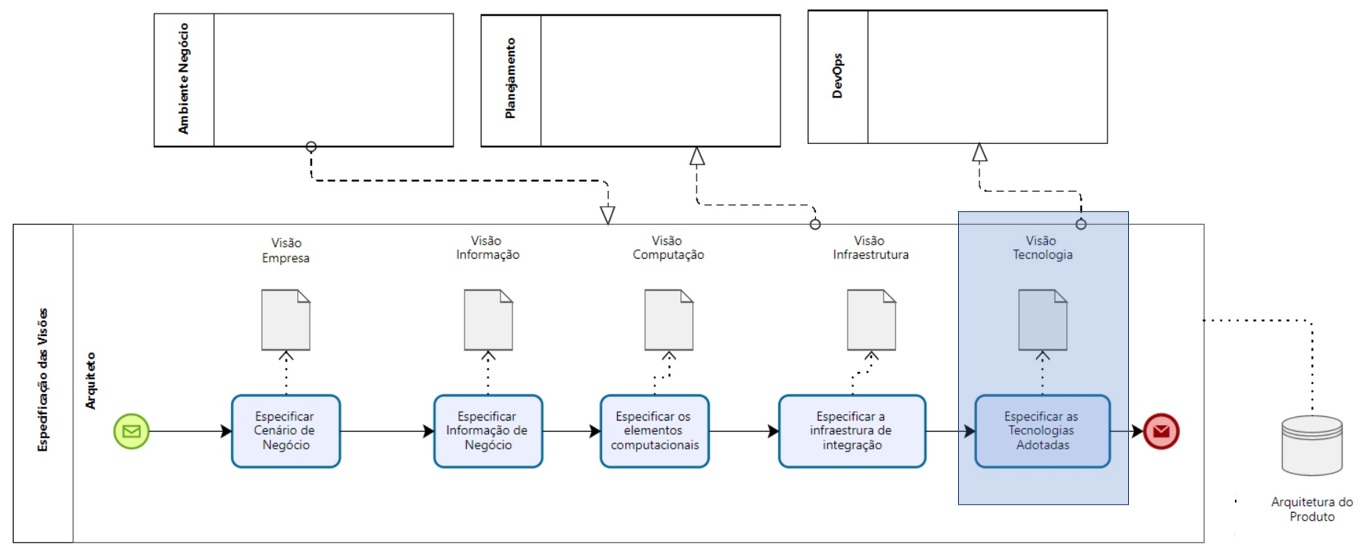 Ambiente Negócio
Planejamento
DevOps
Especificação das Visões
Arquiteto
Visão
Empresa
Visão
Informação
Visão
Computação
Visão
Infraestrutura
Visão
Tecnologia
Especificar
Cenário de
Negócio
Especificar
Informação de
Negócio
Especificar os
elementos
computacionais
Especificar a
infraestrura de
integração
Especificar as
Tecnologias
Adotadas
Arquitetura do
Produto